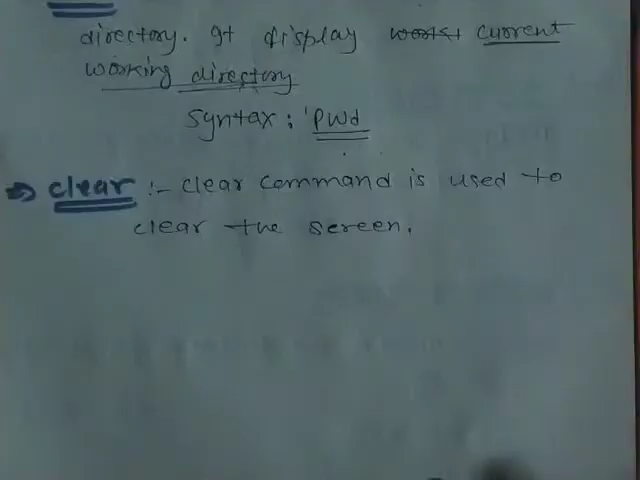 directory. It display current
working directory
Syntax: 'Pwd
⇒ clear :- clear command is used to
clear the screen.